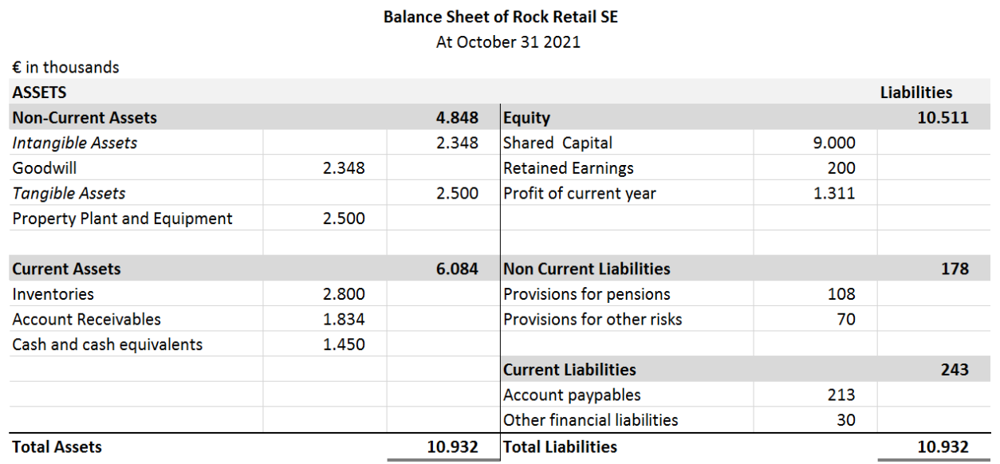 Balance Sheet of Rock Retail SE
At October 31 2021
€ in thousands
ASSETS Liabilities
Non-Current Assets 4.848 Equity 10.511
Intangible Assets 2.348 Shared Capital 9.000
Goodwill 2.348 Retained Earnings 200
Tangible Assets 2.500 Profit of current year 1.311
Property Plant and Equipment 2.500
Current Assets 6.084 Non Current Liabilities 178
Inventories 2.800 Provisions for pensions 108
Account Receivables 1.834 Provisions for other risks 70
Cash and cash equivalents 1.450
Current Liabilities 243
Account paypables 213
Other financial liabilities 30
Total Assets 10.932 Total Liabilities 10.932